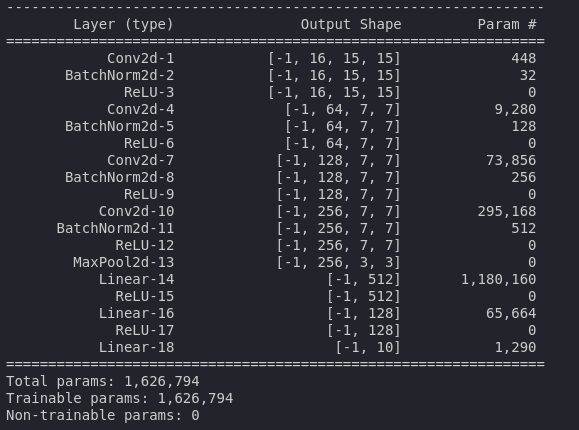 ----------------------------------------------------------------
        Layer (type)               Output Shape         Param #
================================================================
            Conv2d-1           [-1, 16, 15, 15]             448
       BatchNorm2d-2           [-1, 16, 15, 15]              32
              ReLU-3           [-1, 16, 15, 15]               0
            Conv2d-4             [-1, 64, 7, 7]           9,280
       BatchNorm2d-5             [-1, 64, 7, 7]             128
              ReLU-6             [-1, 64, 7, 7]               0
            Conv2d-7            [-1, 128, 7, 7]          73,856
       BatchNorm2d-8            [-1, 128, 7, 7]             256
              ReLU-9            [-1, 128, 7, 7]               0
           Conv2d-10            [-1, 256, 7, 7]         295,168
      BatchNorm2d-11            [-1, 256, 7, 7]             512
             ReLU-12            [-1, 256, 7, 7]               0
        MaxPool2d-13            [-1, 256, 3, 3]               0
           Linear-14                  [-1, 512]       1,180,160
             ReLU-15                  [-1, 512]               0
           Linear-16                  [-1, 128]          65,664
             ReLU-17                  [-1, 128]               0
           Linear-18                   [-1, 10]           1,290
================================================================
Total params: 1,626,794
Trainable params: 1,626,794
Non-trainable params: 0